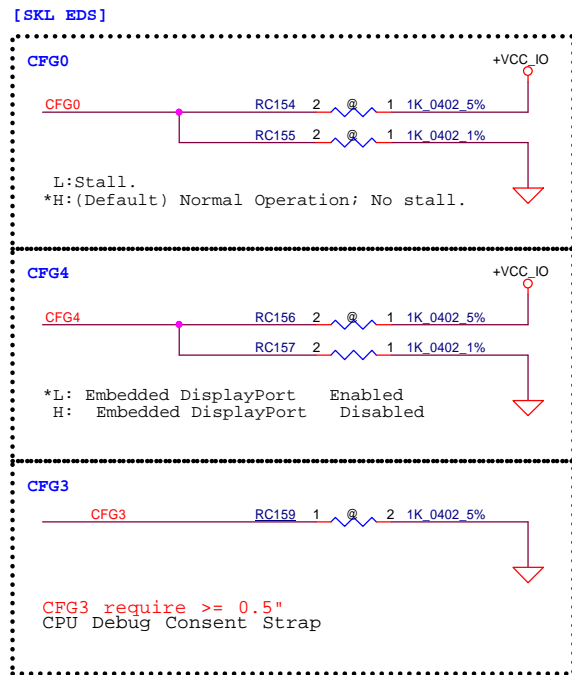 [SKL EDS]
CFG0
+VCC_IO
CFG0 RC154 2 @ 1 1K_0402_5%
RC155 2 @ 1 1K_0402_1%
L:Stall.
*H:(Default) Normal Operation; No stall.
CFG4
+VCC_IO
CFG4 RC156 2 @ 1 1K_0402_5%
RC157 2 1 1K_0402_1%
*L: Embedded DisplayPort Enabled
H: Embedded DisplayPort Disabled
CFG3
CFG3 RC159 1 @ 2 1K_0402_5%
CFG3 require >= 0.5"
CPU Debug Consent Strap